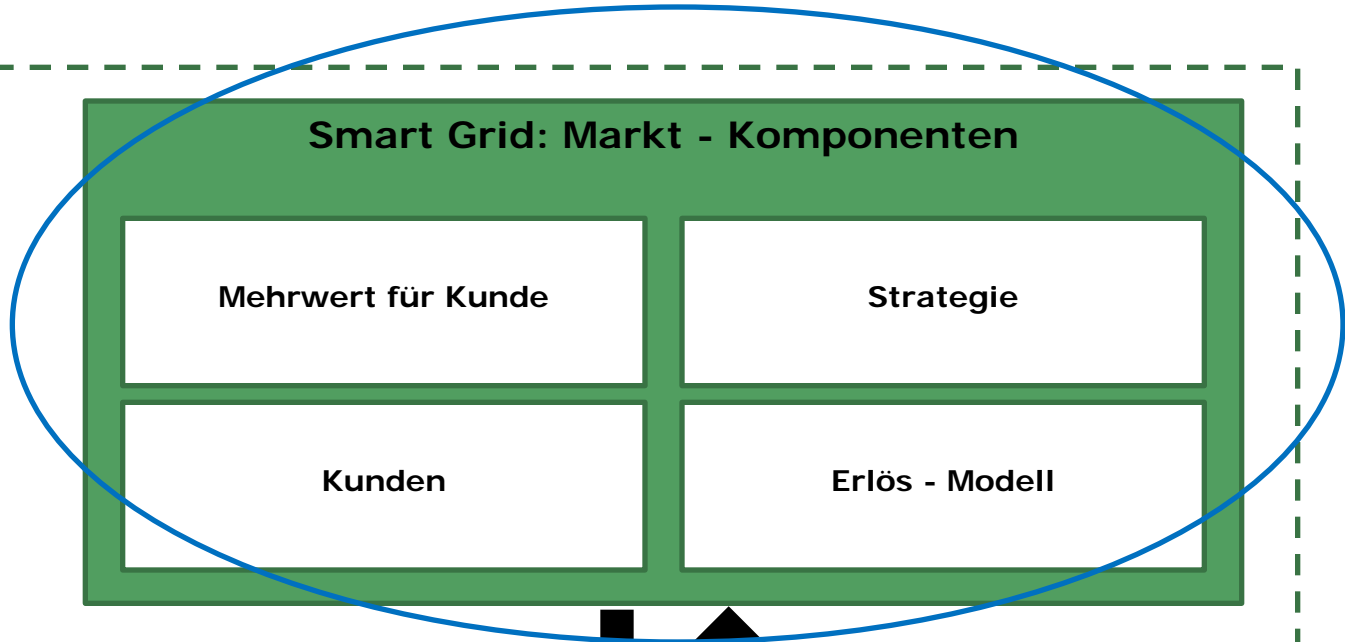 Smart Grid: Markt - Komponenten
Mehrwert für Kunde
Strategie
Kunden
Erlös - Modell